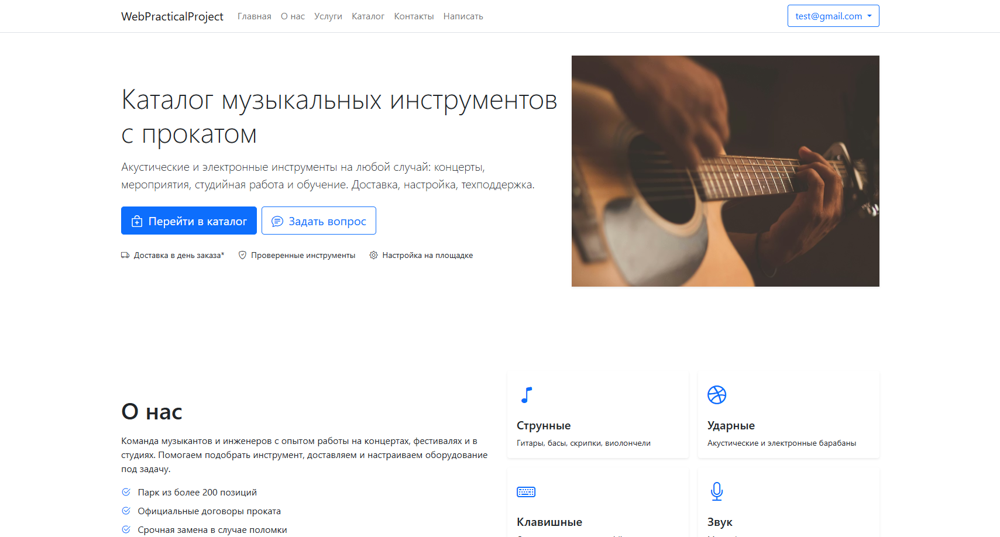 WebPracticalProject
Главная
О нас
Услуги
Каталог
Контакты
Написать
test@gmail.com
Каталог музыкальных инструментов
с прокатом
Акустические и электронные инструменты на любой случай: концерты,
мероприятия, студийная работа и обучение. Доставка, настройка, техподдержка.
Перейти в каталог
Задать вопрос
Доставка в день заказа*
Проверенные инструменты
Настройка на площадке
О нас
Команда музыкантов и инженеров с опытом работы на концертах, фестивалях и в
студиях. Помогаем подобрать инструмент, доставляем и настраиваем оборудование
под задачу.
Парк из более 200 позиций
Официальные договоры проката
Срочная замена в случае поломки
Струнные
Гитары, басы, скрипки, виолончели
Ударные
Акустические и электронные барабаны
Клавишные
Звук